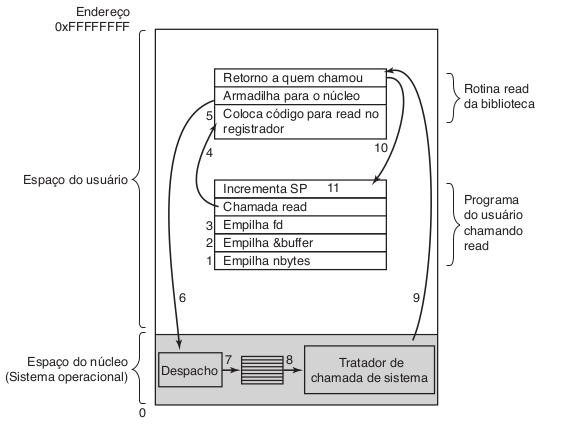 Endereço
0xFFFFFFFF
Retorno a quem chamou
Armadilha para o núcleo
5 Coloca código para read no
registrador
4
10
Rotina read
da biblioteca
Espaço do usuário
Incrementa SP 11
Chamada read
3 Empilha fd
2 Empilha &buffer
1 Empilha nbytes
Programa
do usuário
chamando
read
6
9
Espaço do núcleo
(Sistema operacional)
Despacho
7
8
Tratador de
chamada de sistema
0